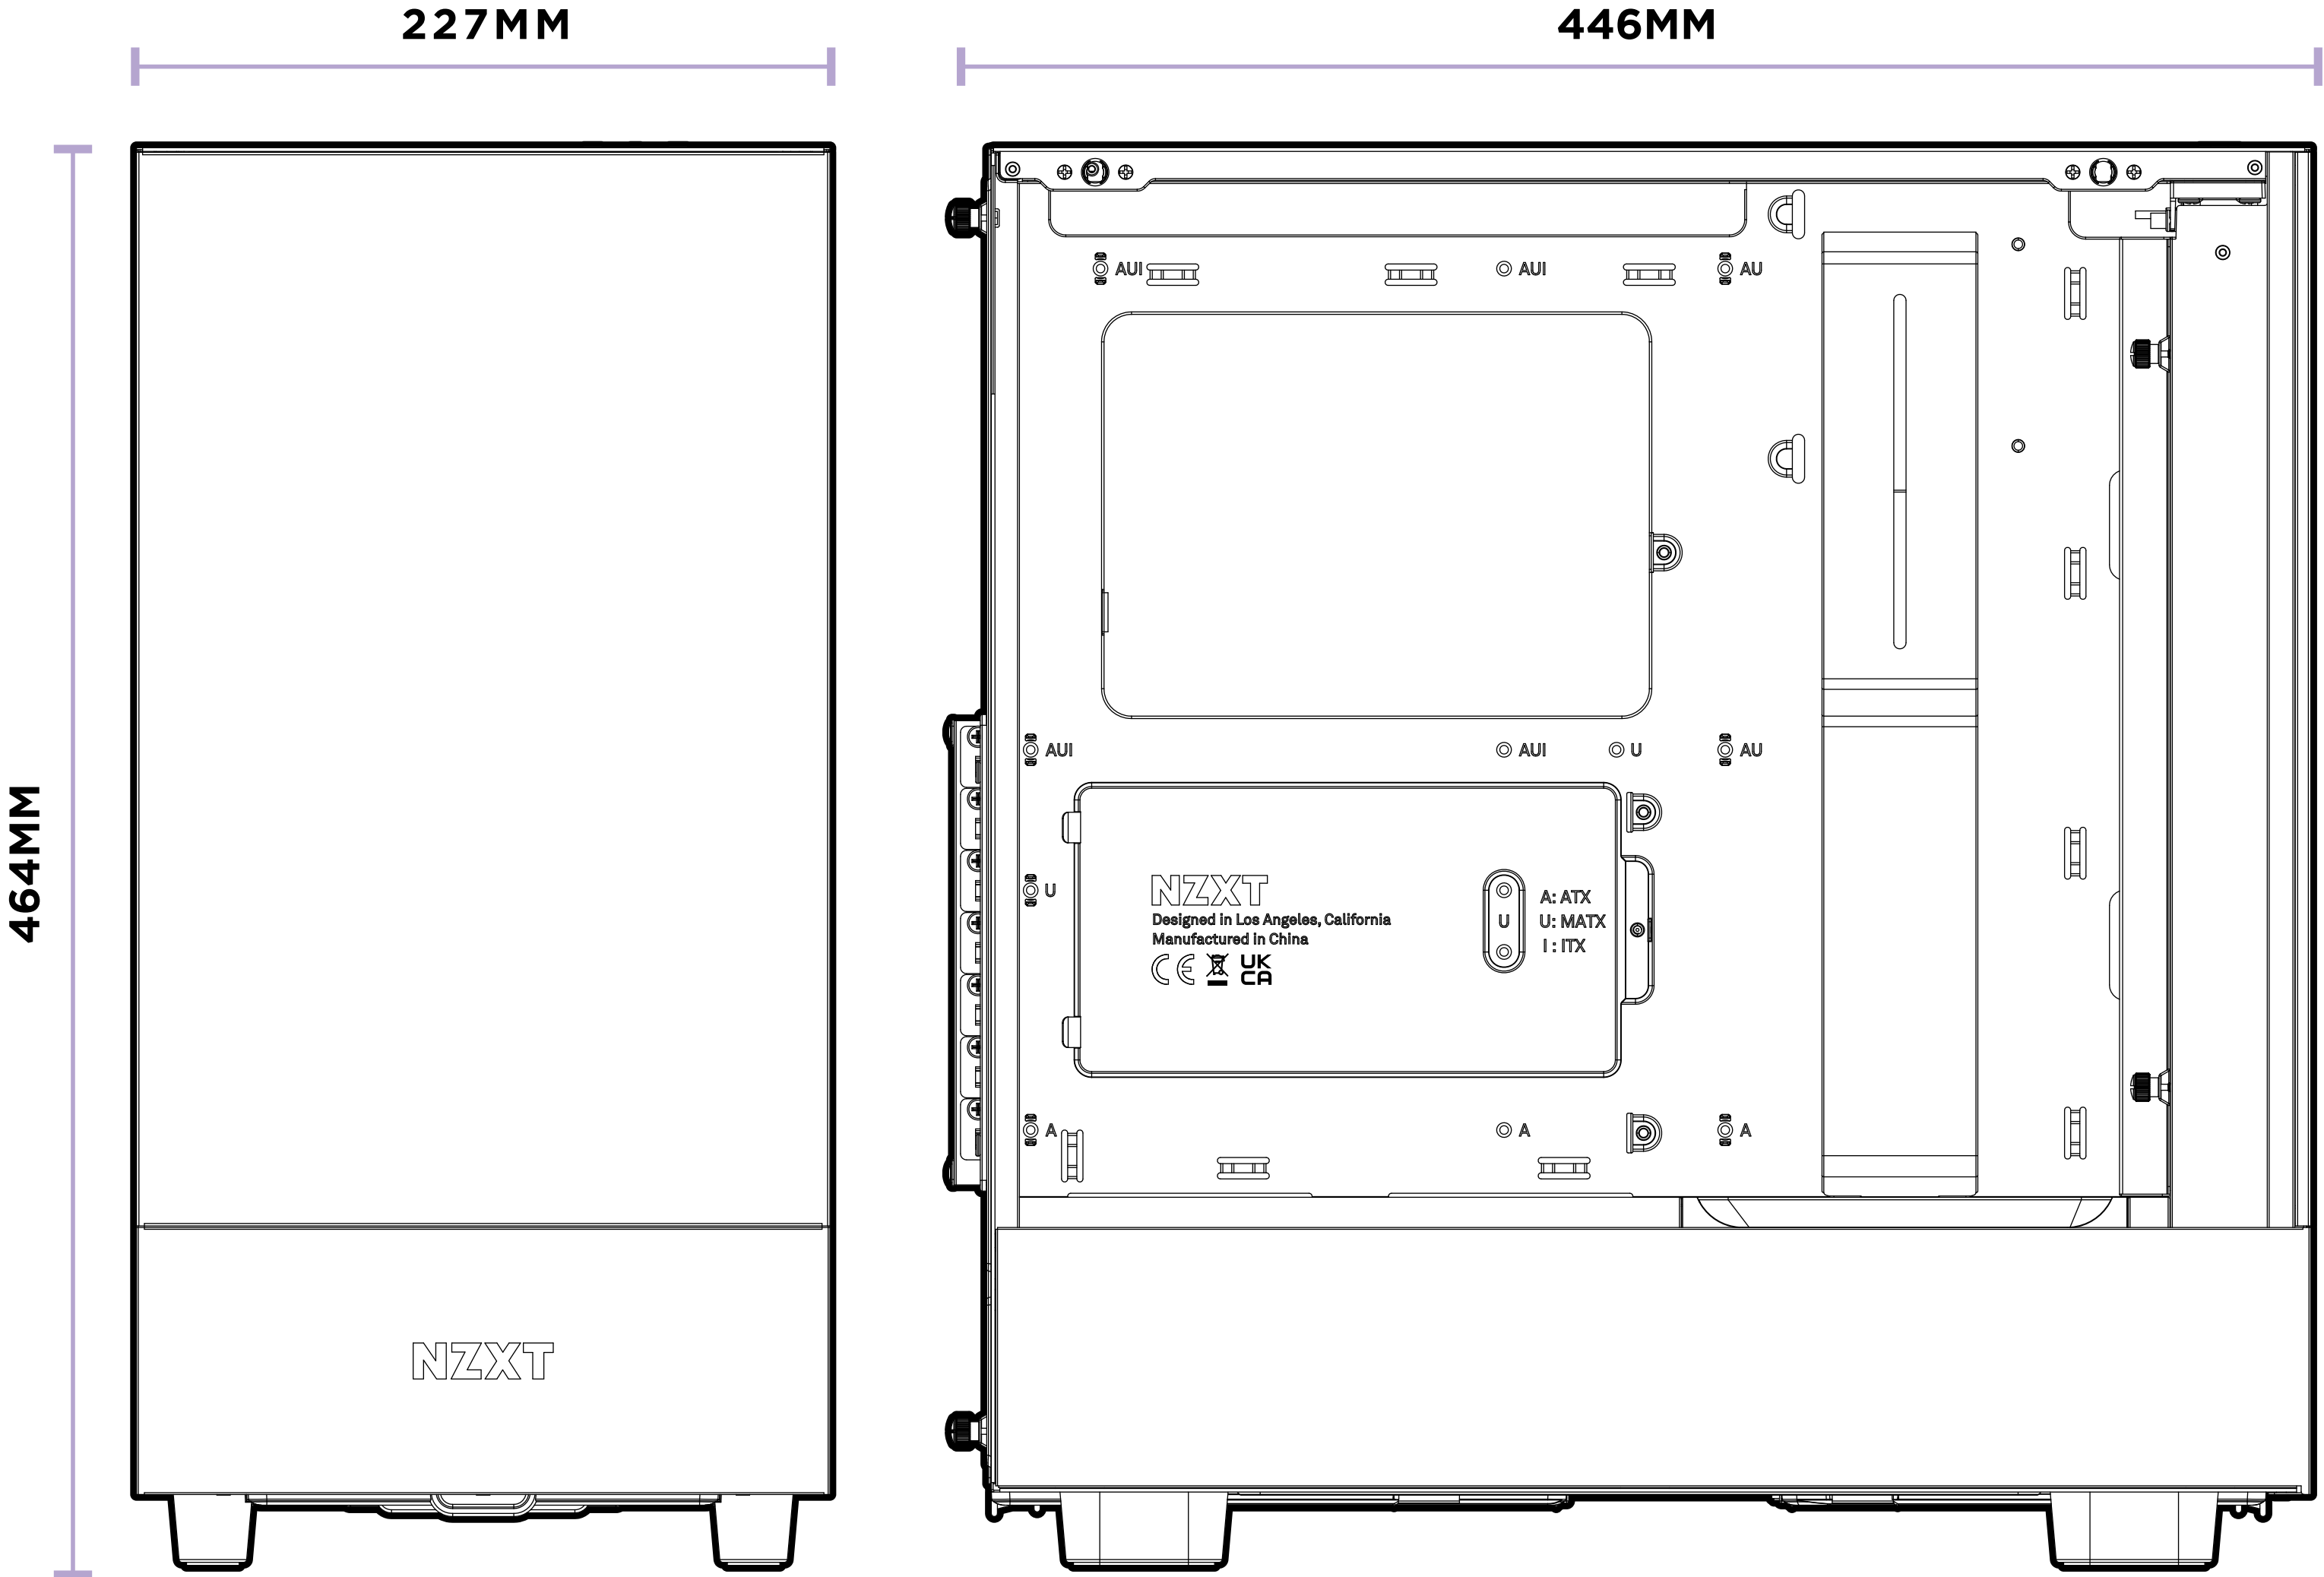 227MM
446MM
464MM
AUI
AUI
AU
AUI
AUI
U
AU
U
NZXT
Designed in Los Angeles, California
Manufactured in China
CE
UK
CA
U
A: ATX
U: MATX
I : ITX
A
A
A
NZXT